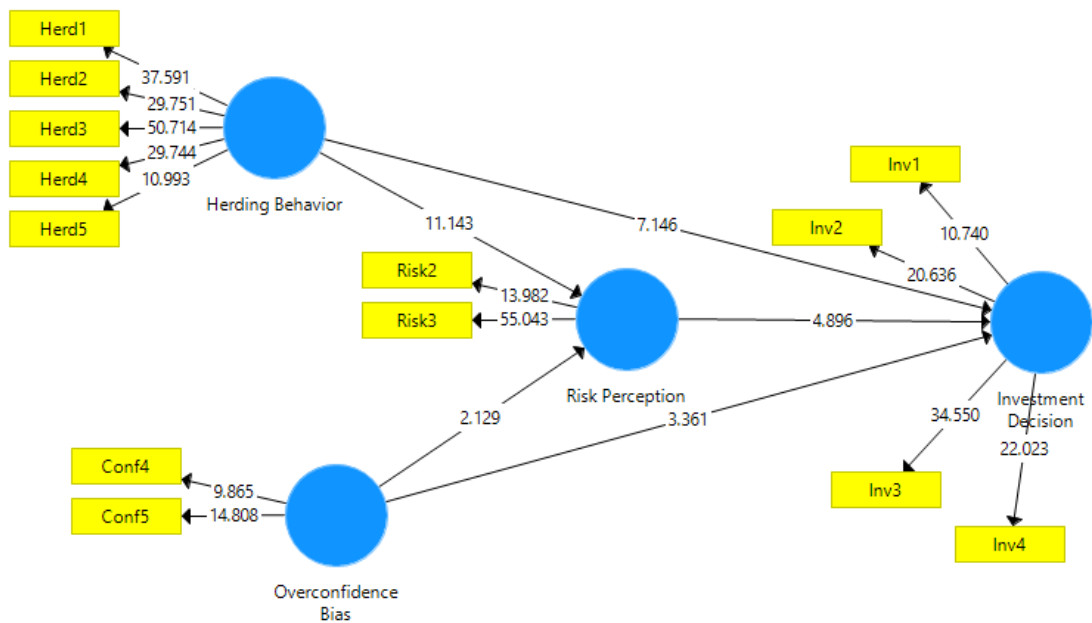 Herd1
37.591
Herd2
29.751
Herd3
50.714
Herd4
29.744
10.993
Herd5
Herding Behavior
Inv1
10.740
Inv2
20.636
7.146
11.143
Risk2
13.982
Risk3
55.043
4.896
Risk Perception
Investment
Decision
2.129
3.361
34.550
22.023
Conf4
9.865
Conf5
14.808
Inv3
Inv4
Overconfidence
Bias